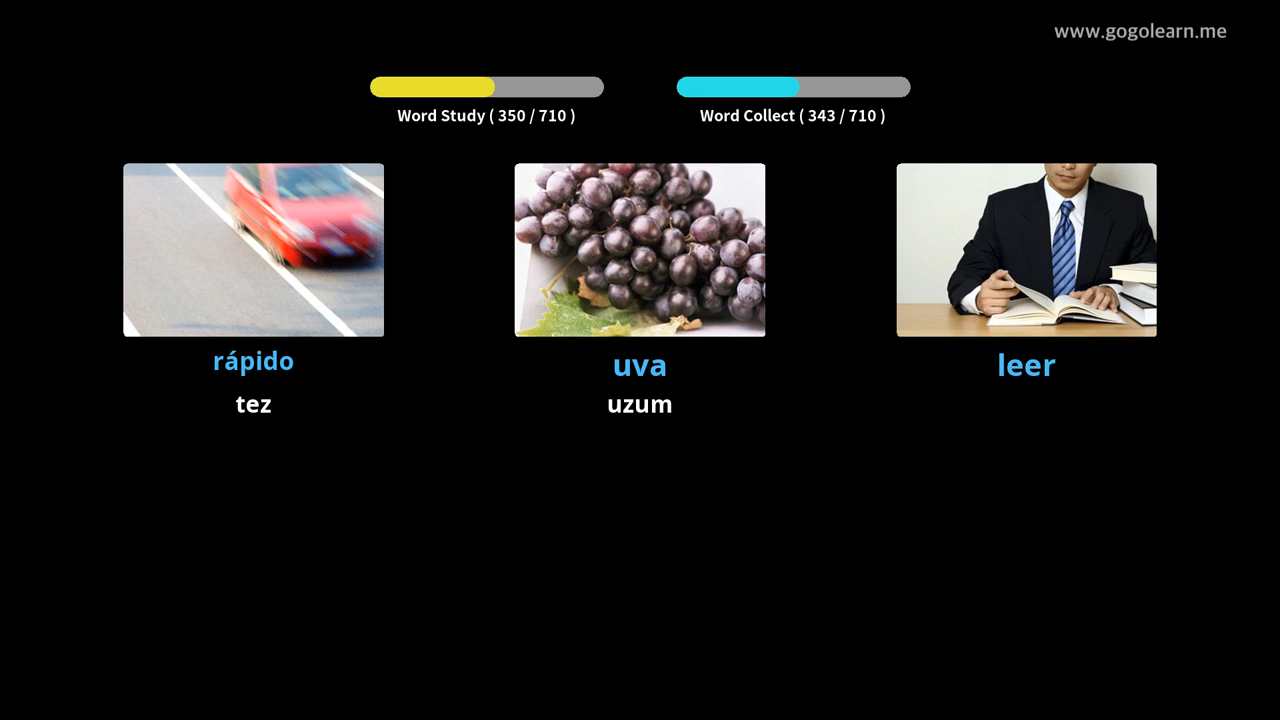 www.gogolearn.me
Word Study ( 350 / 710 )
Word Collect ( 343 / 710 )
rápido
uva
leer
tez
uzum